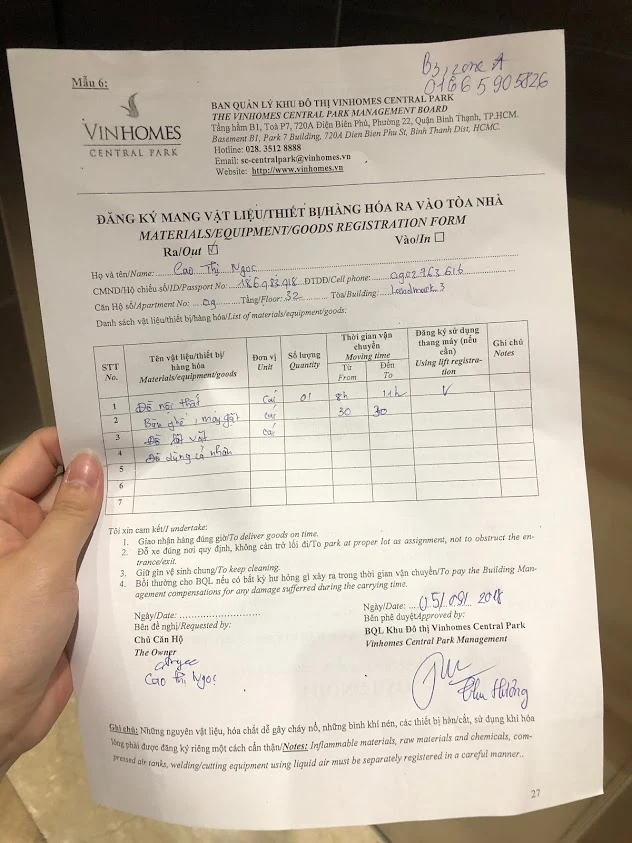 B3, zone A
01665905826
Mẫu 6:
VINHOMES
CENTRAL PARK
BAN QUẢN LÝ KHU ĐÔ THỊ VINHOMES CENTRAL PARK
THE VINHOMES CENTRAL PARK MANAGEMENT BOARD
Tầng hầm B1, Toà P7, 720A Điện Biên Phủ, Phường 22, Quận Bình Thạnh, TP.HCM.
Basement B1, Park 7 Building, 720A Dien Bien Phu St, Binh Thanh Dist, HCMC.
Hotline: 028. 3512 8888
Email: sc-centralpark@vinhomes.vn
Website: http://www.vinhomes.vn
ĐĂNG KÝ MANG VẬT LIỆU/THIẾT BỊ/HÀNG HÓA RA VÀO TÒA NHÀ
MATERIALS/EQUIPMENT/GOODS REGISTRATION FORM
Ra/Out ☑ Vào/In ☐
Họ và tên/Name: Cao Thị Ngọc
CMND/Hộ chiếu số/ID/Passport No: 186983918 ĐTDĐ/Cell phone: 0902763616
Căn Hộ số/Apartment No: 09 Tầng/Floor: 32 Tòa/Building: Landmark 3
Danh sách vật liệu/thiết bị/hàng hóa/List of materials/equipment/goods:
STT No. Tên vật liệu/thiết bị/ hàng hóa Materials/equipment/goods Đơn vị Unit Số lượng Quantity Thời gian vận chuyển Moving time Từ From Đến To Đăng ký sử dụng thang máy (nếu cần) Using lift registra-tion Ghi chú Notes
1 Đồ nội thất Cái 01 8h 11h V
2 Bàn ghế, máy giặt cái 30 30
3 Đồ lặt vặt cái
4 Đồ dùng cá nhân
5
6
7
Tôi xin cam kết/I undertake:
1. Giao nhận hàng đúng giờ/To deliver goods on time.
2. Đỗ xe đúng nơi quy định, không cản trở lối đi/To park at proper lot as assignment, not to obstruct the en-
trance/exit.
3. Giữ gìn vệ sinh chung/To keep cleaning.
4. Bồi thường cho BQL nếu có bất kỳ hư hỏng gì xảy ra trong thời gian vận chuyển/To pay the Building Man-
agement compensations for any damage sufferred during the carrying time.
Ngày/Date: ............................
Bên đề nghị/Requested by:
Chủ Căn Hộ
The Owner
Cao Thị Ngọc
Ngày/Date: 05/09/2018
Bên phê duyệt/Approved by:
BQL Khu Đô thị Vinhomes Central Park
Vinhomes Central Park Management
Thu Hường
Ghi chú: Những nguyên vật liệu, hóa chất dễ gây cháy nổ, những bình khí nén, các thiết bị hàn/cắt, sử dụng khí hóa
lỏng phải được đăng ký riêng một cách cẩn thận/Notes: Inflammable materials, raw materials and chemicals, com-
pressed air tanks, welding/cutting equipment using liquid air must be separately registered in a careful manner..
27